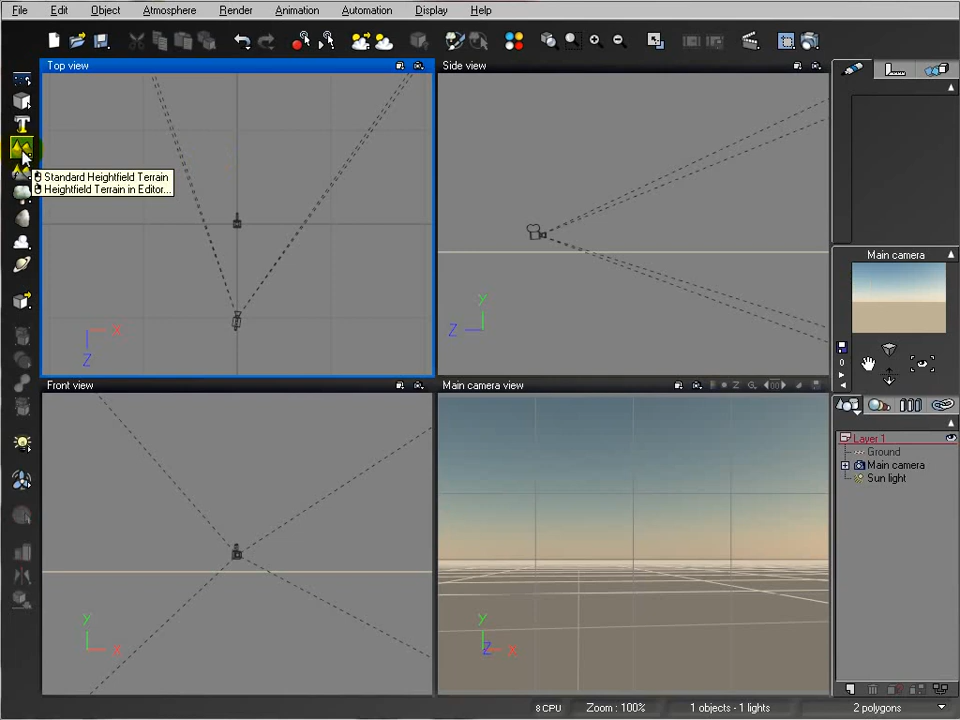 File Edit Object Atmosphere Render Animation Automation Display Help
Top view
Side view
Standard Heightfield Terrain
Heightfield Terrain in Editor...
Main camera
X
Z
Y
Z
0
Front view
Main camera view
Layer 1
Ground
Main camera
Sun light
Y
X
Y
Z X
8 CPU Zoom : 100% 1 objects - 1 lights 2 polygons